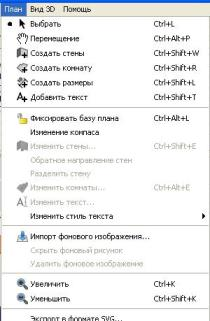 План Вид 3D Помощь
Выбрать Ctrl+L
Перемещение Ctrl+Alt+P
Создать стены Ctrl+Shift+W
Создать комнату Ctrl+Shift+R
Создать размеры Ctrl+Shift+L
Добавить текст Ctrl+Shift+T
Фиксировать базу плана Ctrl+Alt+L
Изменение компаса
Изменить стены... Ctrl+Shift+E
Обратное направление стен
Разделить стену
Изменить комнаты... Ctrl+Alt+E
Изменить текст...
Изменить стиль текста
Импорт фонового изображения...
Скрыть фоновый рисунок
Удалить фоновое изображение
Увеличить Ctrl+K
Уменьшить Ctrl+Shift+K
Экспорт в формате SVG...